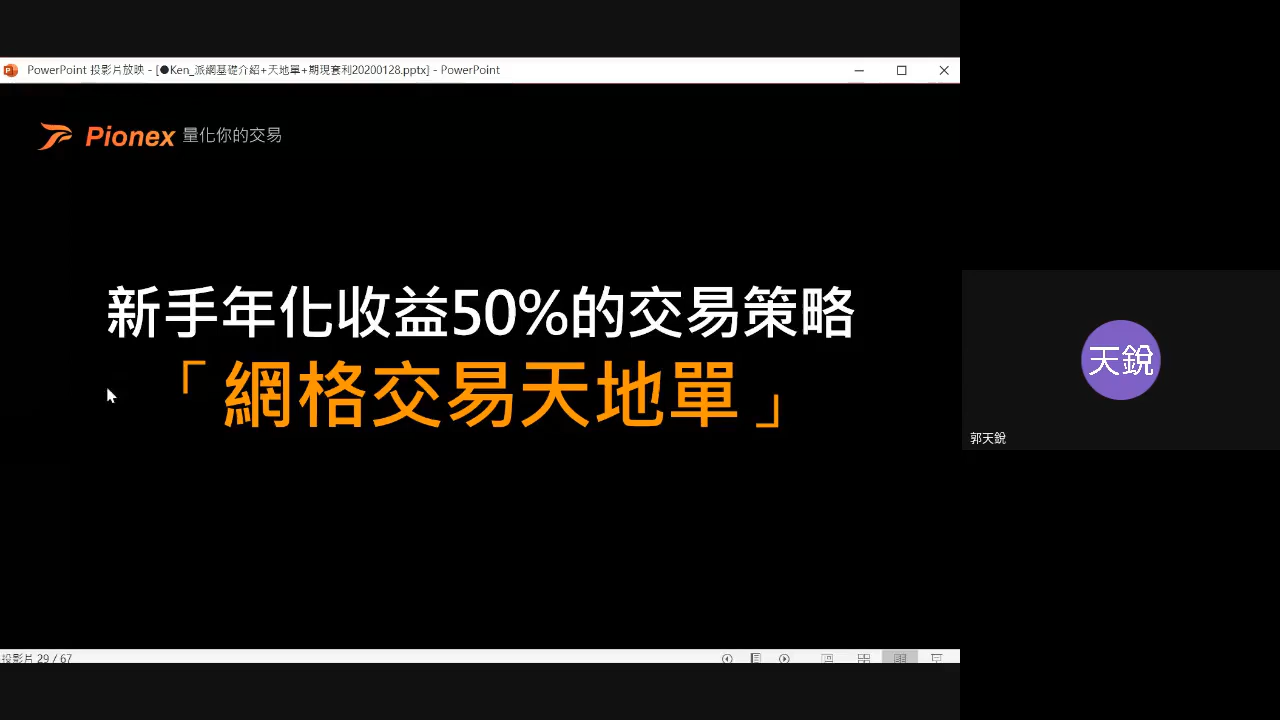 PowerPoint 投影片放映 - [●Ken_派網基礎介紹+天地單+期現套利20200128.pptx] - PowerPoint
Pionex 量化你的交易
新手年化收益50%的交易策略
「網格交易天地單」
天銳
郭天銳
投影片 29 / 67